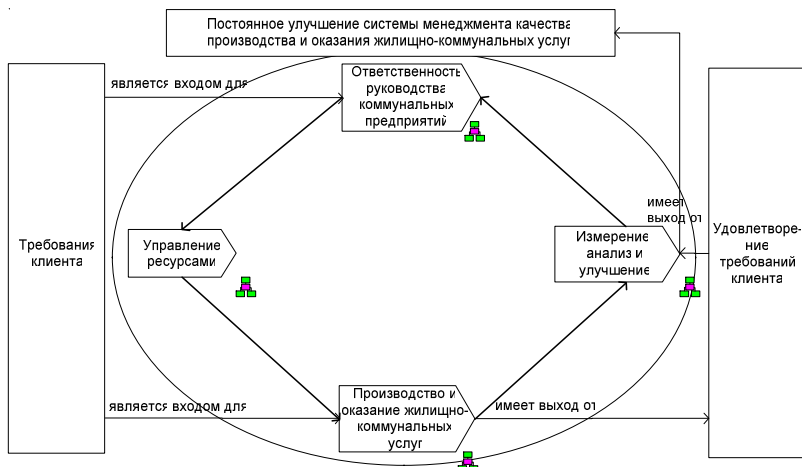 Постоянное улучшение системы менеджмента качества
производства и оказания жилищно-коммунальных услуг
является входом для
Ответственность
руководства
коммунальных
предприятий
Требования
клиента
Управление
ресурсами
имеет
выход от
Измерение
анализ и
улучшение
Удовлетворе-
ние
требований
клиента
является входом для
Производство и
оказание жилищно-
коммунальных
услуг
имеет выход от